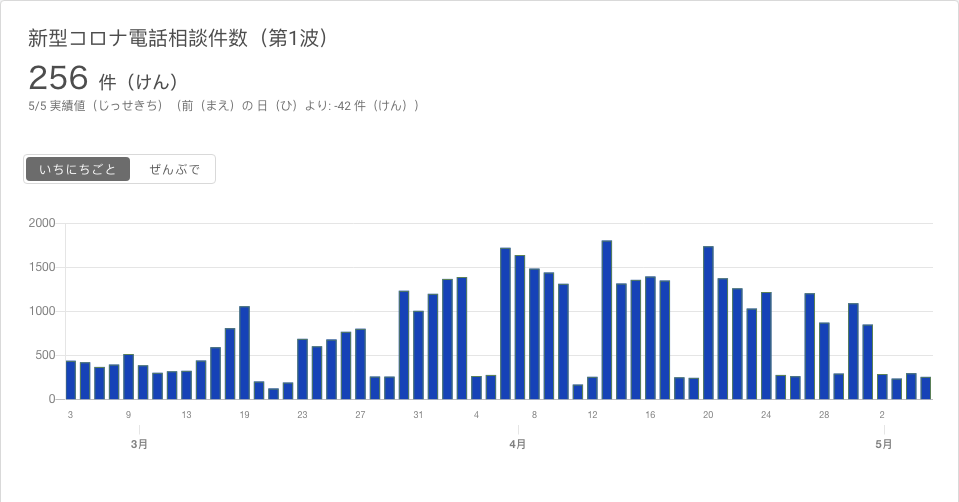 新型コロナ電話相談件数（第1波）
256 件（けん）
5/5 実績値（じっせきち）（前（まえ）の 日（ひ）より: -42 件（けん））
いちにちごと ぜんぶで
2000
1500
1000
500
0
3 9 13 19 23 27 31 4 8 12 16 20 24 28 2
3月 4月 5月